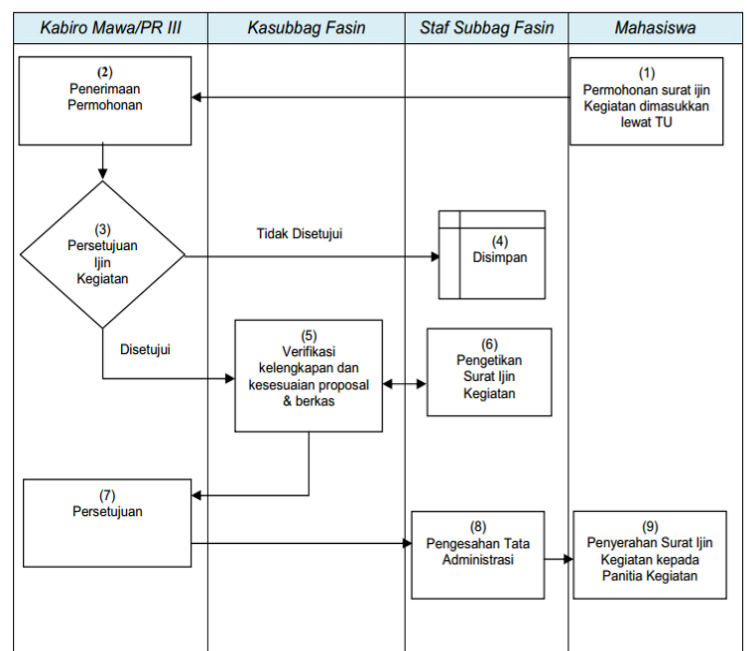 Kabiro Mawa/PR III
Kasubbag Fasin
Staf Subbag Fasin
Mahasiswa
(2)
Penerimaan
Permohonan
(1)
Permohonan surat ijin
Kegiatan dimasukkan
lewat TU
(3)
Persetujuan
Ijin
Kegiatan
Tidak Disetujui
(4)
Disimpan
Disetujui
(5)
Verifikasi
kelengkapan dan
kesesuaian proposal
& berkas
(6)
Pengetikan
Surat Ijin
Kegiatan
(7)
Persetujuan
(8)
Pengesahan Tata
Administrasi
(9)
Penyerahan Surat Ijin
Kegiatan kepada
Panitia Kegiatan